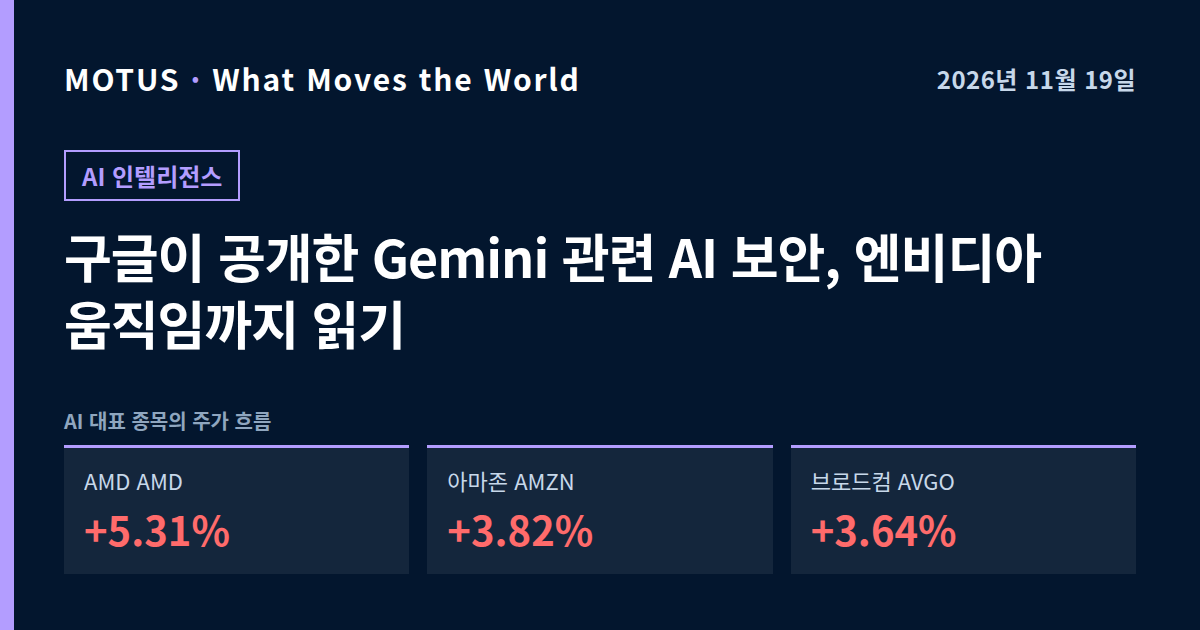 MOTUS · What Moves the World
2026년 11월 19일
AI 인텔리전스
구글이 공개한 Gemini 관련 AI 보안, 엔비디아
움직임까지 읽기
AI 대표 종목의 주가 흐름
AMD AMD
+5.31%
아마존 AMZN
+3.82%
브로드컴 AVGO
+3.64%